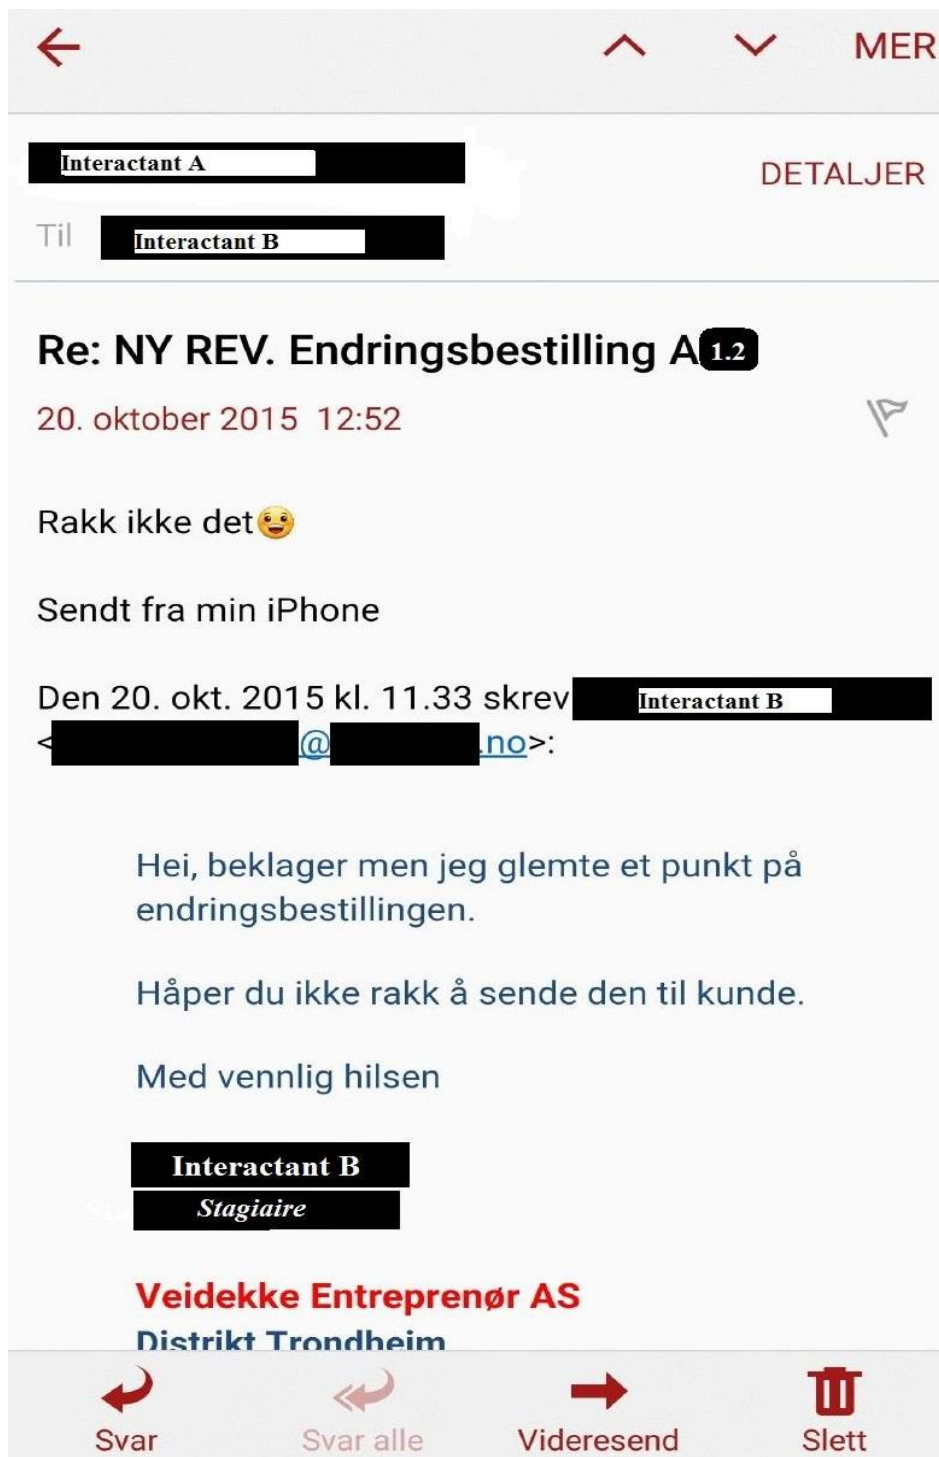 MER
Interactant A
DETALJER
Til Interactant B
Re: NY REV. Endringsbestilling A 1.2
20. oktober 2015 12:52
Rakk ikke det😀
Sendt fra min iPhone
Den 20. okt. 2015 kl. 11.33 skrev Interactant B
< @ .no>:
Hei, beklager men jeg glemte et punkt på
endringsbestillingen.
Håper du ikke rakk å sende den til kunde.
Med vennlig hilsen
Interactant B
Stagiaire
Veidekke Entreprenør AS
Distrikt Trondheim
Svar
Svar alle
Videresend
Slett